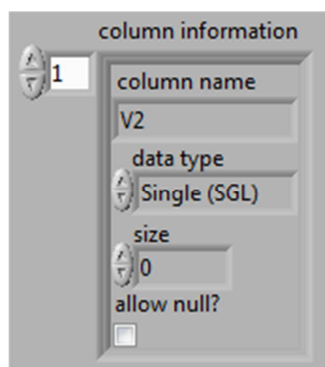 column information
1
column name
V2
data type
Single (SGL)
size
0
allow null?